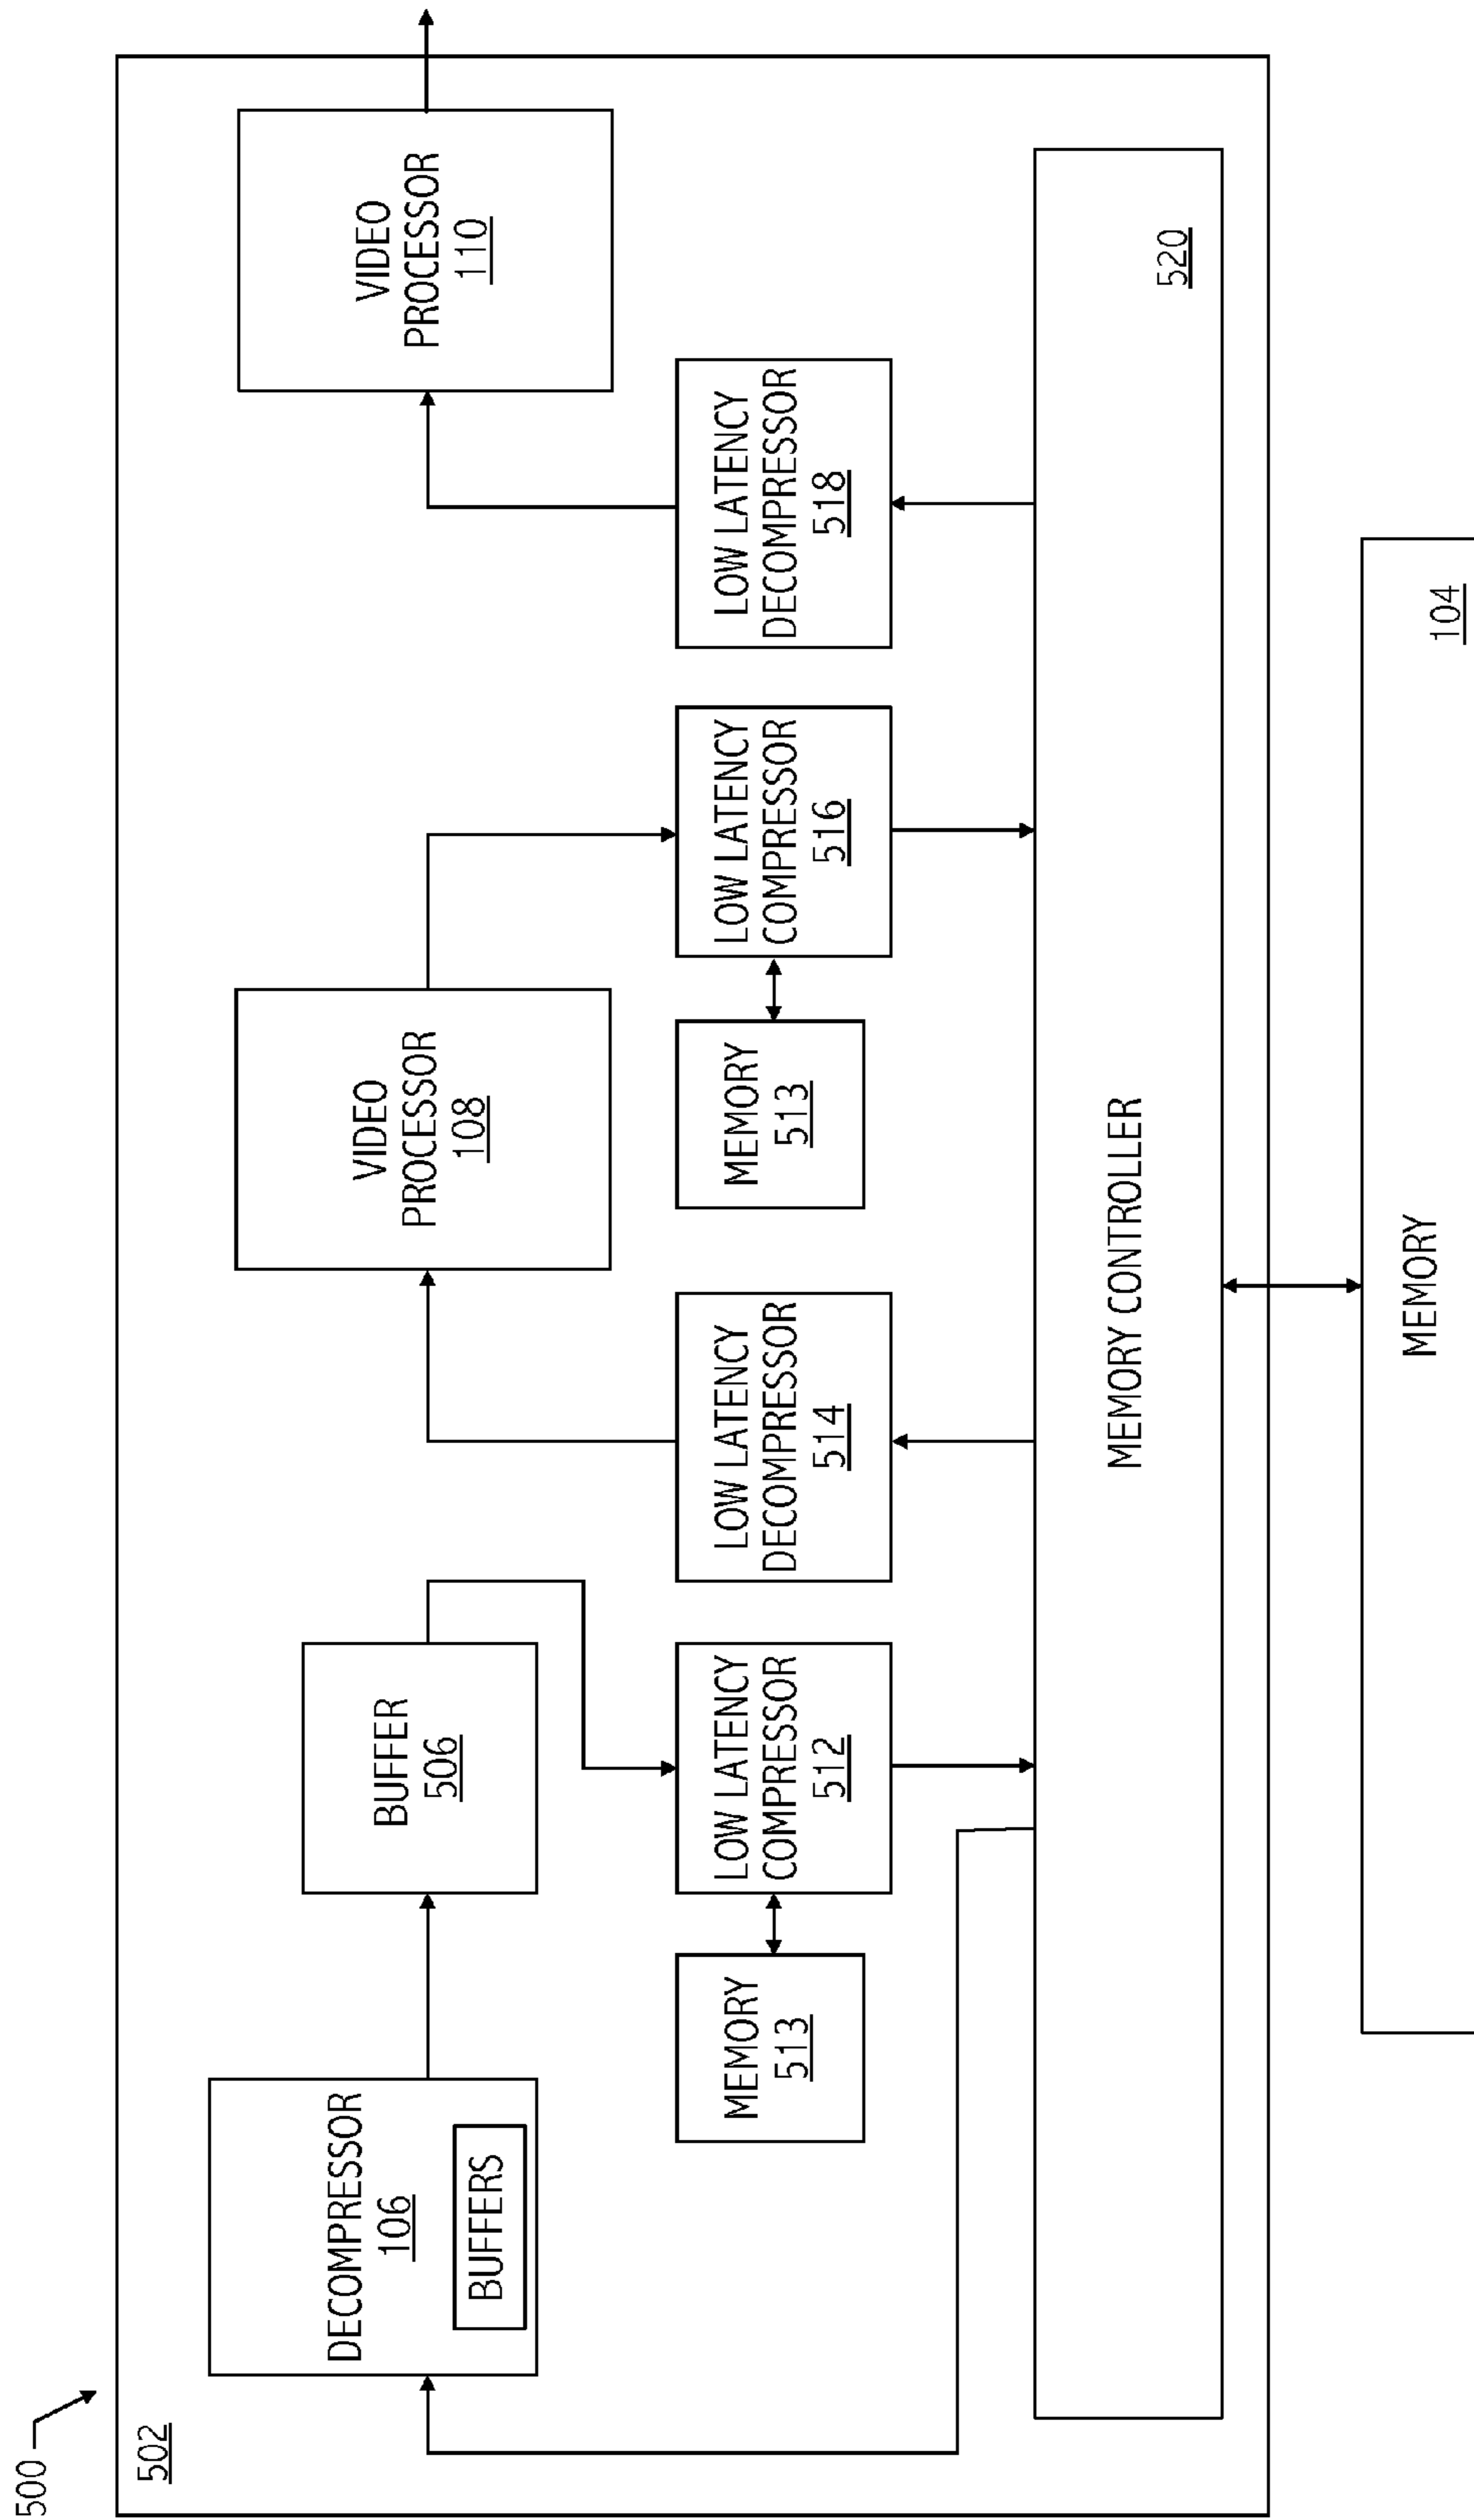 500
502
DECOMPRESSOR
106
BUFFERS
BUFFER
506
VIDEO
PROCESSOR
108
VIDEO
PROCESSOR
110
MEMORY
513
LOW LATENCY
COMPRESSOR
512
LOW LATENCY
DECOMPRESSOR
514
MEMORY
513
LOW LATENCY
COMPRESSOR
516
LOW LATENCY
DECOMPRESSOR
518
MEMORY CONTROLLER
520
MEMORY
104